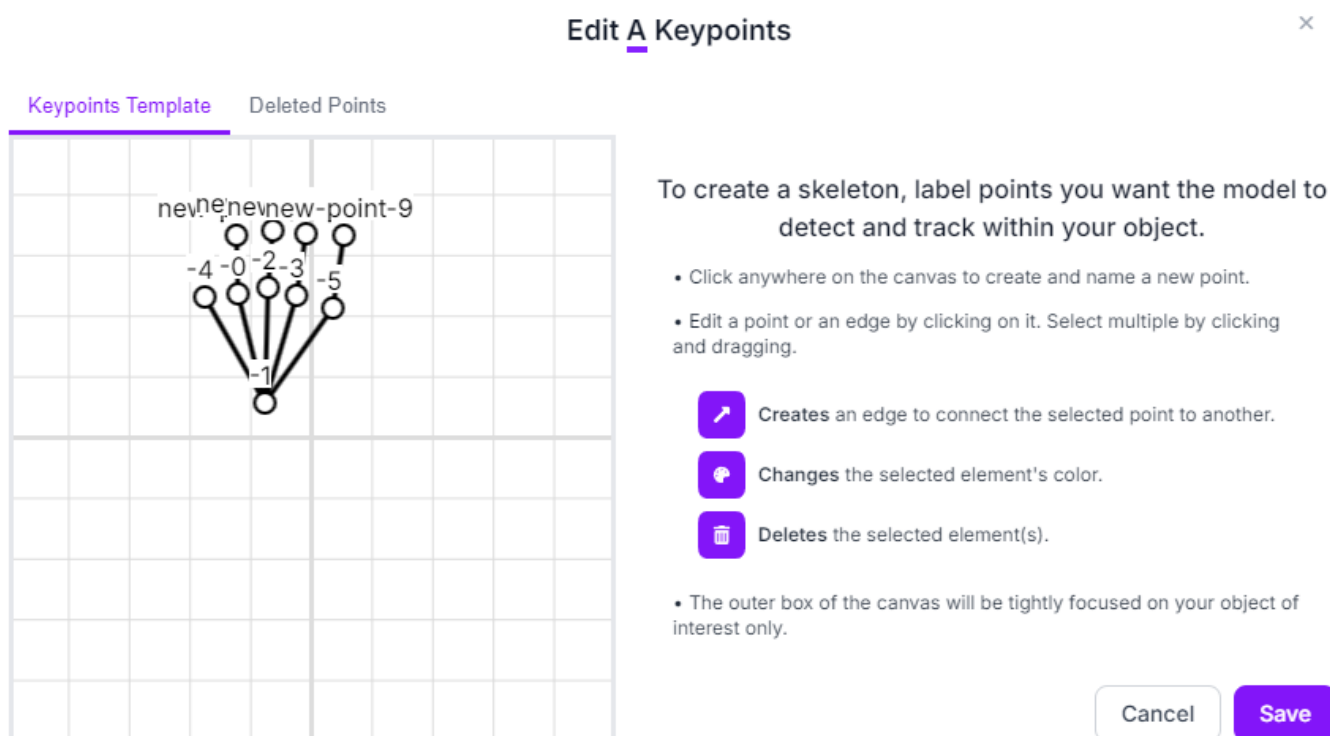 Edit A Keypoints
Keypoints Template
Deleted Points
new-point-9
-4
-0
-2
-3
-5
-1
To create a skeleton, label points you want the model to
detect and track within your object.
• Click anywhere on the canvas to create and name a new point.
• Edit a point or an edge by clicking on it. Select multiple by clicking
and dragging.
Creates an edge to connect the selected point to another.
Changes the selected element's color.
Deletes the selected element(s).
• The outer box of the canvas will be tightly focused on your object of
interest only.
Cancel
Save